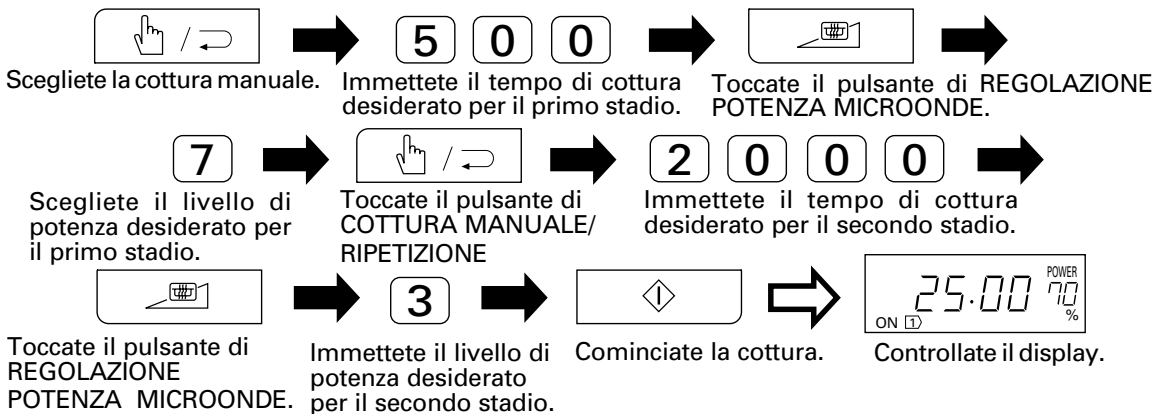 /
5 0 0
Scegliete la cottura manuale.
Immettete il tempo di cottura
desiderato per il primo stadio.
Toccate il pulsante di REGOLAZIONE
POTENZA MICROONDE.
7
/
2 0 0 0
Scegliete il livello di
potenza desiderato per
il primo stadio.
Toccate il pulsante di
COTTURA MANUALE/
RIPETIZIONE
Immettete il tempo di cottura
desiderato per il secondo stadio.
3
25.00
POWER
70
%
ON 1
Toccate il pulsante di
REGOLAZIONE
POTENZA MICROONDE.
Immettete il livello di
potenza desiderato
per il secondo stadio.
Cominciate la cottura.
Controllate il display.